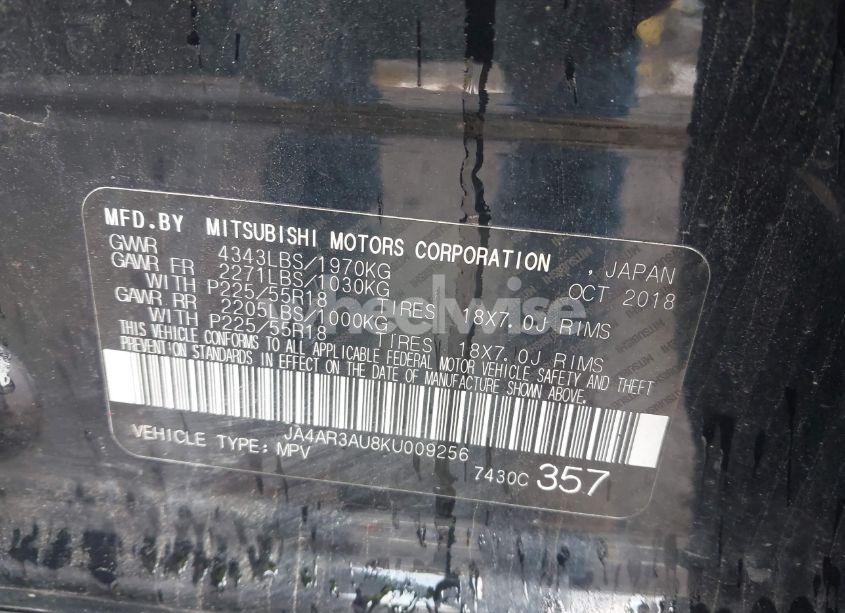 MFD.BY MITSUBISHI MOTORS CORPORATION , JAPAN
GVWR 4343LBS/1970KG OCT 2018
GAWR FR 2271LBS/1030KG
WITH P225/55R18 TIRES 18X7.0J RIMS
GAWR RR 2205LBS/1000KG
WITH P225/55R18 TIRES 18X7.0J RIMS
THIS VEHICLE CONFORMS TO ALL APPLICABLE FEDERAL MOTOR VEHICLE SAFETY AND THEFT
PREVENTION STANDARDS IN EFFECT ON THE DATE OF MANUFACTURE SHOWN ABOVE.
JA4AR3AU8KU009256
VEHICLE TYPE: MPV
7430C 357